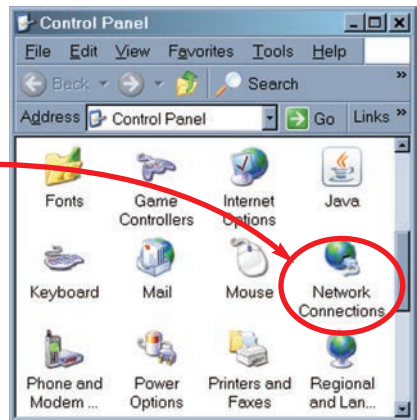 Control Panel
File Edit View Favorites Tools Help
Back Search »
Address Control Panel Go Links »
Fonts Game Controllers Internet Options Java
Keyboard Mail Mouse Network Connections
Phone and Modem ... Power Options Printers and Faxes Regional and Lan...